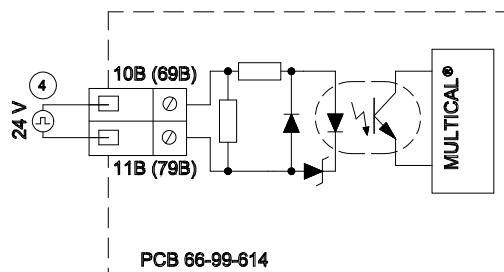 10B (69B)
4
24 V
11B (79B)
MULTICAL®
PCB 66-99-614